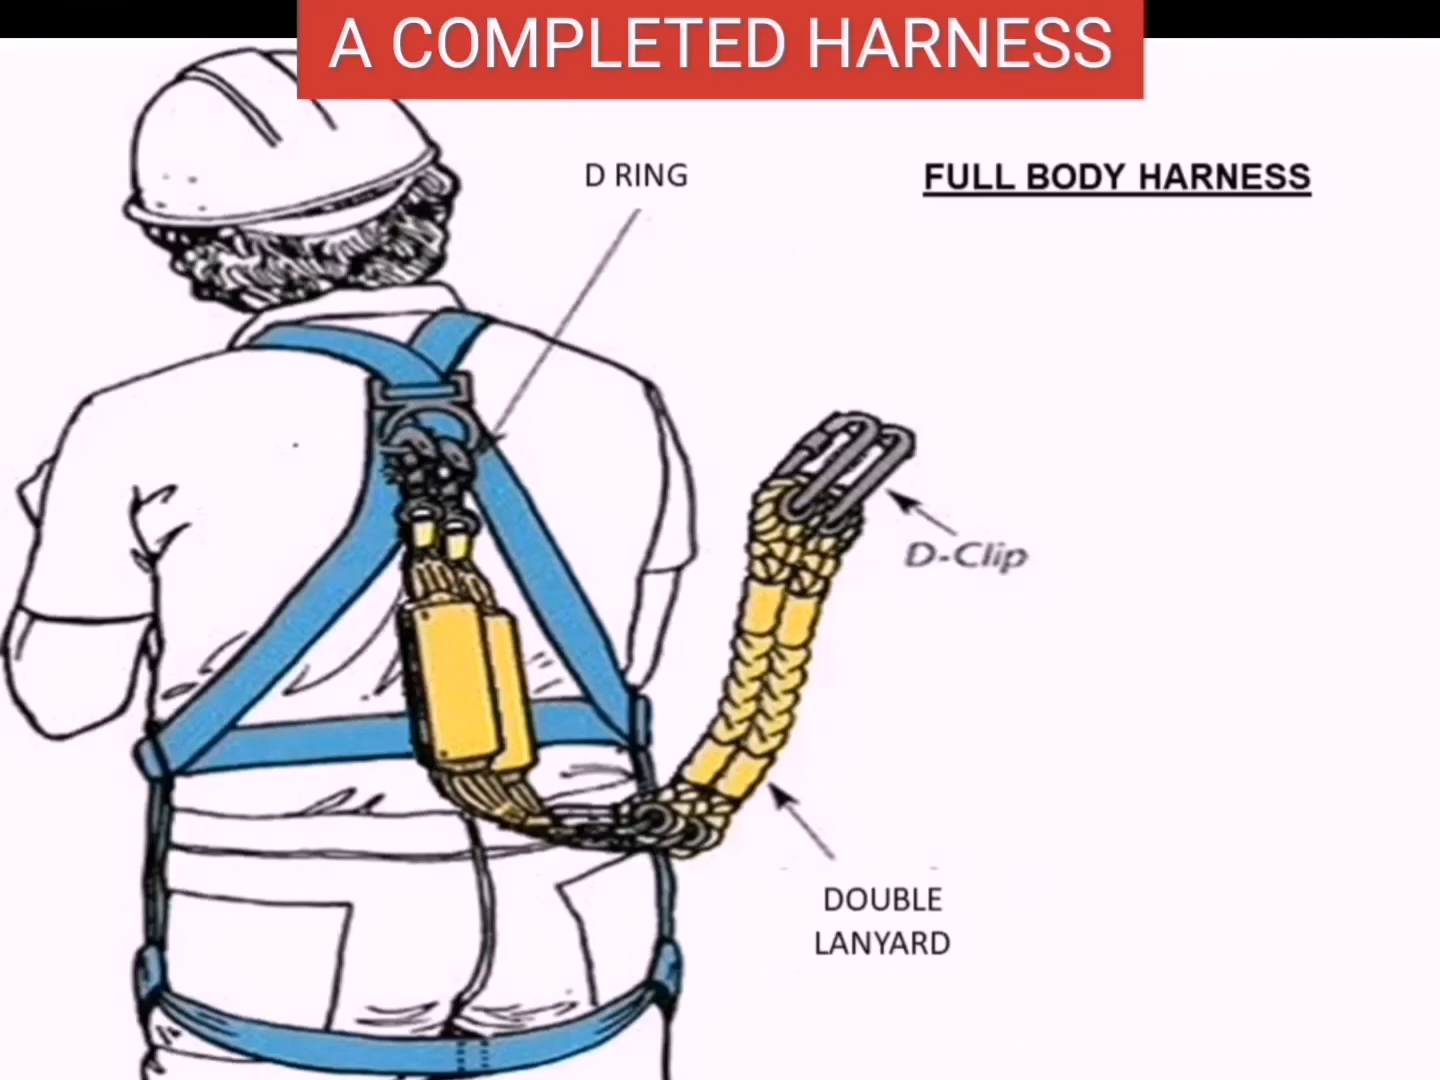 A COMPLETED HARNESS
D RING
FULL BODY HARNESS
D-Clip
DOUBLE
LANYARD